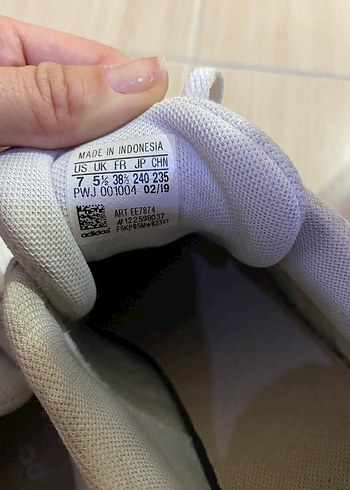 MADE IN INDONESIA
US UK FR JP CHN
7 5½ 38⅔ 240 235
PWJ 001004 02/19
ART EE7874
#122598037
adidas